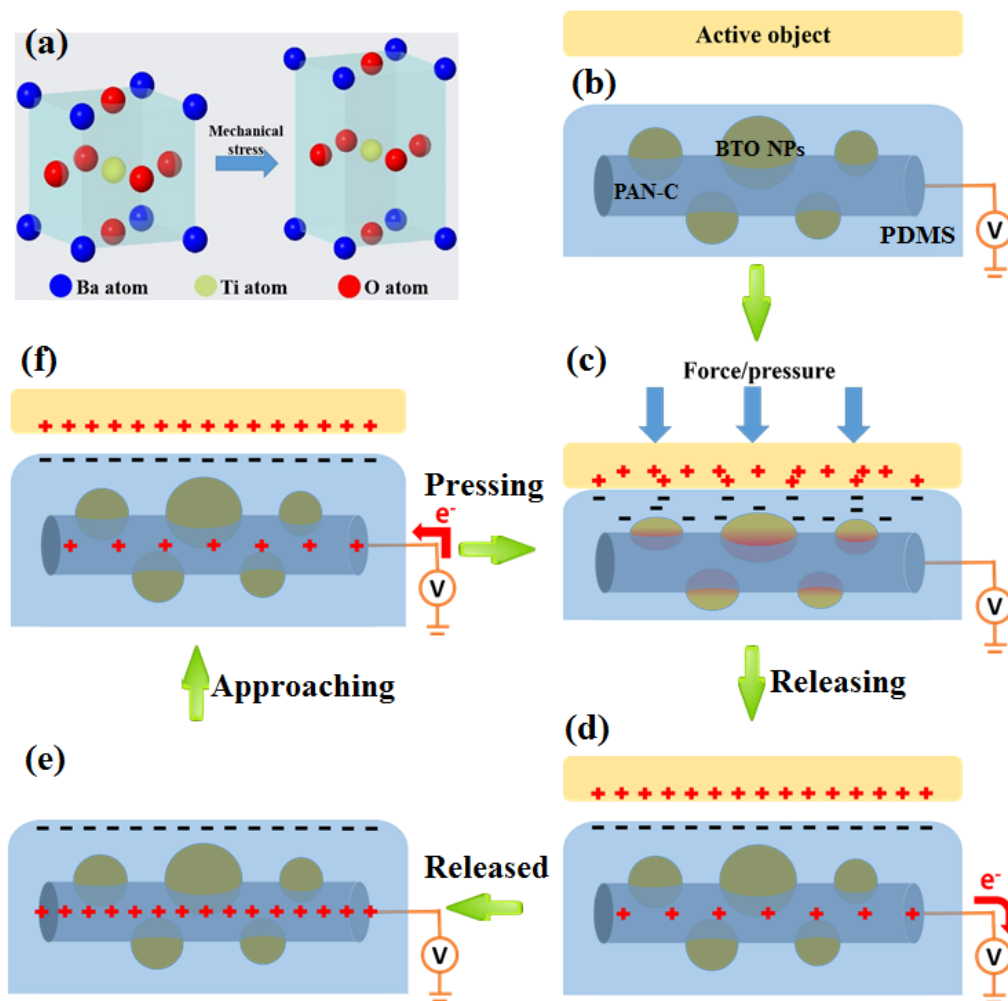 (a)
Mechanical
stress
Ba atom
Ti atom
O atom
Active object
(b)
BTO NPs
PAN-C
PDMS
V
(c)
Force/pressure
+ + + + + + + + + + + + + +
- - - - - - - - - - - - - -
V
Releasing
(d)
+ + + + + + + + + + + + + +
- - - - - - - - - - - - - -
+ + + + + + +
e-
V
Released
(e)
- - - - - - - - - - - - - -
+ + + + + + + + + + + + + + +
V
Approaching
(f)
+ + + + + + + + + + + + + +
- - - - - - - - - - - - - -
+ + + + + + +
e-
V
Pressing